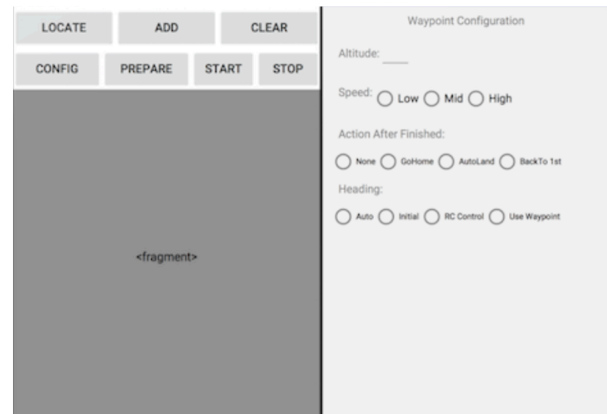 LOCATE ADD CLEAR
CONFIG PREPARE START STOP
<fragment>
Waypoint Configuration
Altitude:
Speed: Low Mid High
Action After Finished:
None GoHome AutoLand BackTo 1st
Heading:
Auto Initial RC Control Use Waypoint